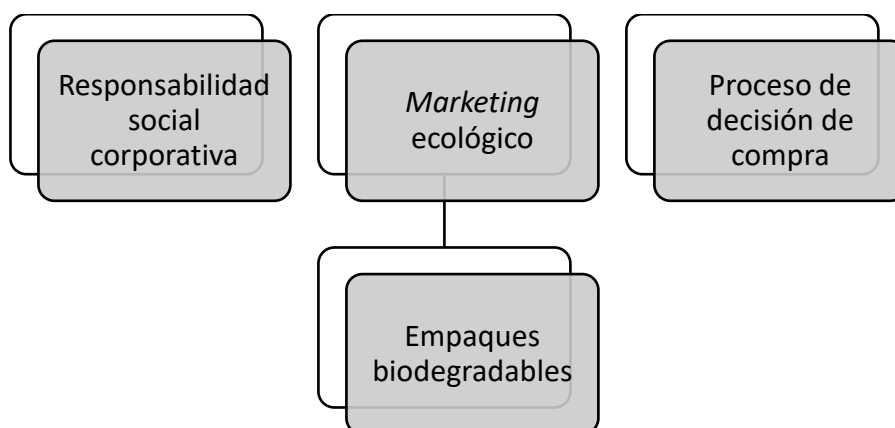 Responsabilidad
social
corporativa
Marketing
ecológico
Proceso de
decisión de
compra
Empaques
biodegradables